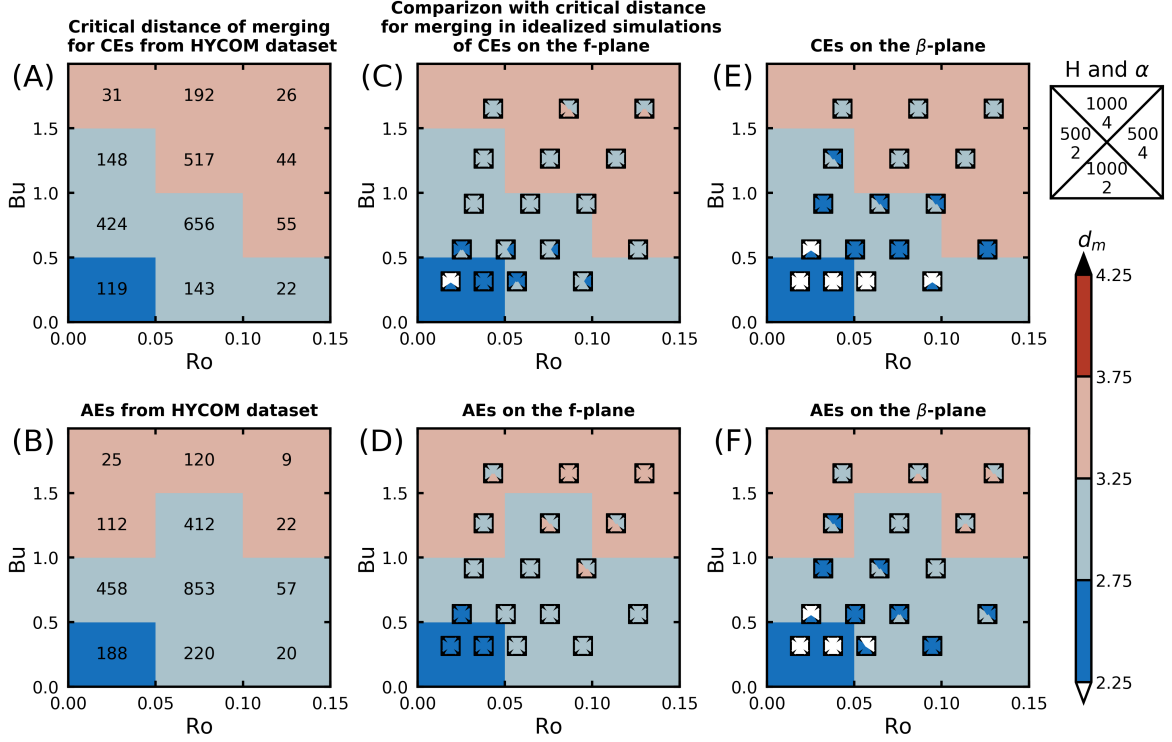 Critical distance of merging
for CEs from HYCOM dataset
Comparizon with critical distance
for merging in idealized simulations
of CEs on the f-plane
CEs on the β-plane
(A)
31 192 26
148 517 44
424 656 55
119 143 22
1.5
1.0
0.5
0.0
Bu
0.00 0.05 0.10 0.15
Ro
(C)
1.5
1.0
0.5
0.0
Bu
0.00 0.05 0.10 0.15
Ro
(E)
1.5
1.0
0.5
0.0
Bu
0.00 0.05 0.10 0.15
Ro
H and α
1000
4
500 500
2 4
1000
2
dm
4.25
3.75
3.25
2.75
2.25
AEs from HYCOM dataset
(B)
25 120 9
112 412 22
458 853 57
188 220 20
1.5
1.0
0.5
0.0
Bu
0.00 0.05 0.10 0.15
Ro
AEs on the f-plane
(D)
1.5
1.0
0.5
0.0
Bu
0.00 0.05 0.10 0.15
Ro
AEs on the β-plane
(F)
1.5
1.0
0.5
0.0
Bu
0.00 0.05 0.10 0.15
Ro